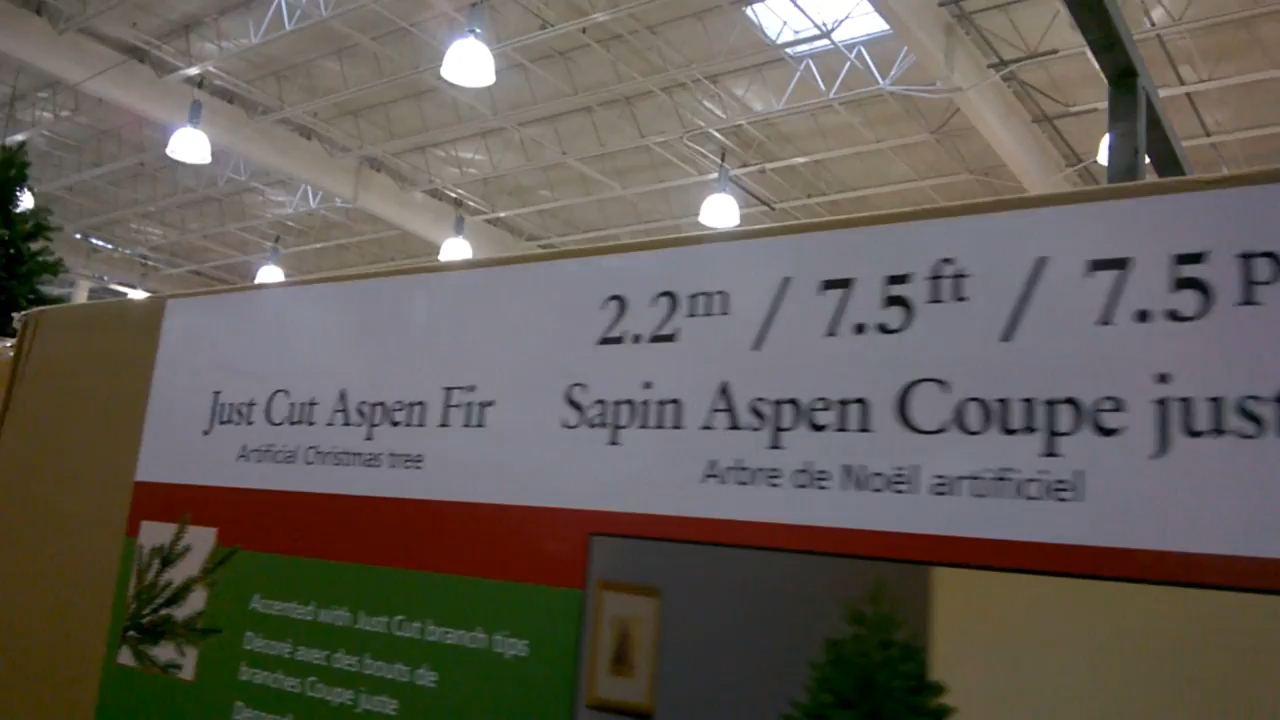 2.2m / 7.5ft / 7.5 P
Just Cut Aspen Fir
Artificial Christmas tree
Sapin Aspen Coupe just
Arbre de Noël artificiel
Accented with Just Cut branch tips
Décoré avec des bouts de
branches Coupe juste